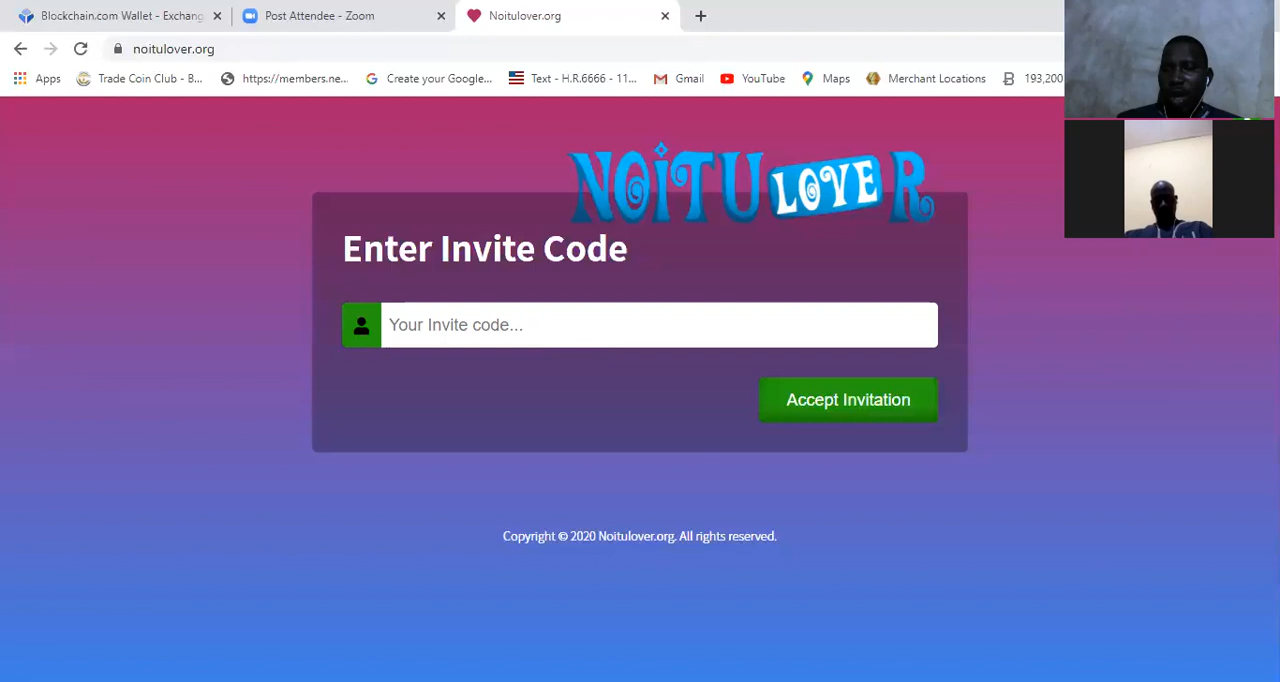 Blockchain.com Wallet - Exchang
Post Attendee - Zoom
Noitulover.org
noitulover.org
Apps
Trade Coin Club - B...
https://members.ne...
Create your Google...
Text - H.R.6666 - 11...
Gmail
YouTube
Maps
Merchant Locations
193,200
NOiTULOVER
Enter Invite Code
Your Invite code...
Accept Invitation
Copyright © 2020 Noitulover.org. All rights reserved.